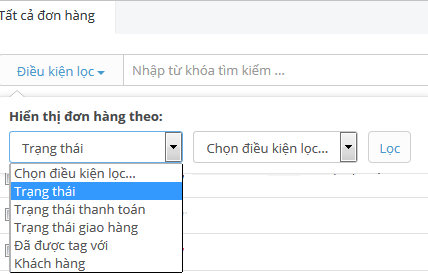 Tất cả đơn hàng
Điều kiện lọc
Nhập từ khóa tìm kiếm ...
Hiển thị đơn hàng theo:
Trạng thái
Chọn điều kiện lọc...
Lọc
Chọn điều kiện lọc...
Trạng thái
Trạng thái thanh toán
Trạng thái giao hàng
Đã được tag với
Khách hàng